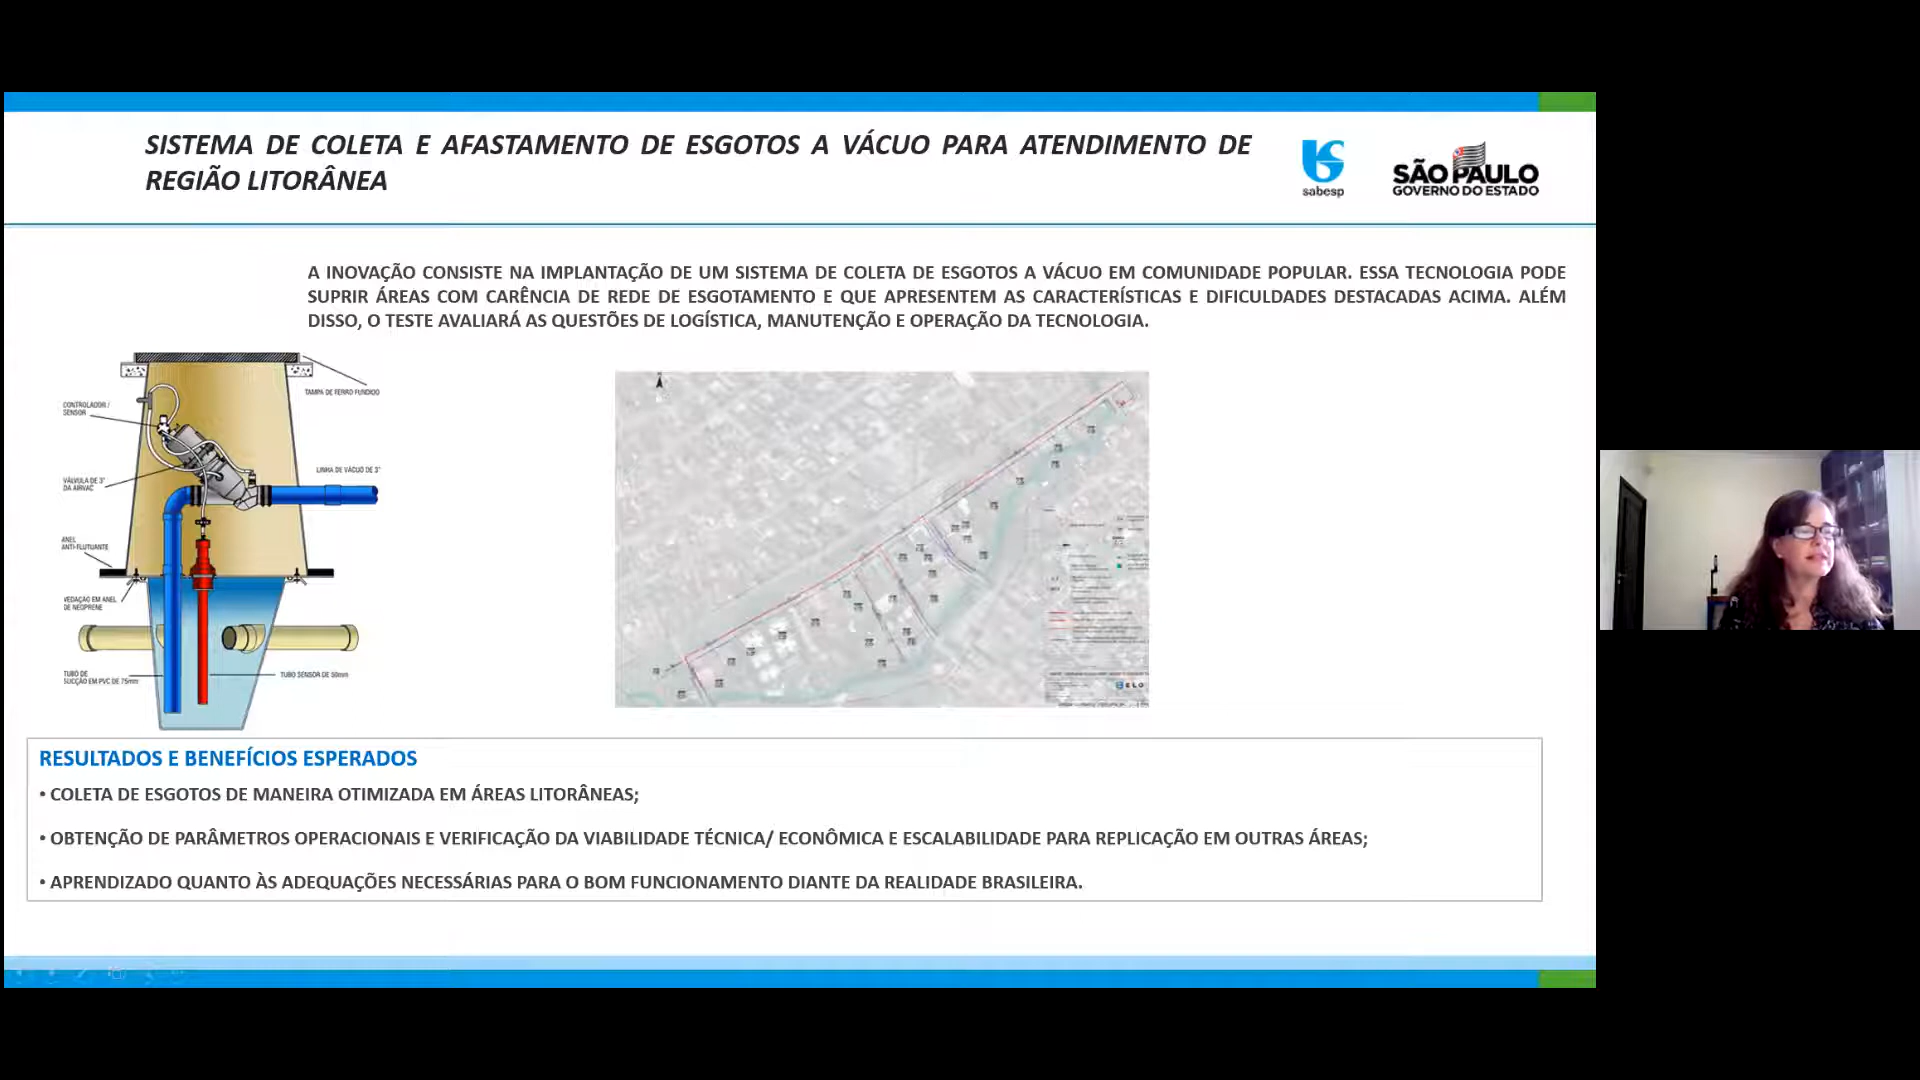 SISTEMA DE COLETA E AFASTAMENTO DE ESGOTOS A VÁCUO PARA ATENDIMENTO DE
REGIÃO LITORÂNEA
sabesp
SÃO PAULO
GOVERNO DO ESTADO
A INOVAÇÃO CONSISTE NA IMPLANTAÇÃO DE UM SISTEMA DE COLETA DE ESGOTOS A VÁCUO EM COMUNIDADE POPULAR. ESSA TECNOLOGIA PODE
SUPRIR ÁREAS COM CARÊNCIA DE REDE DE ESGOTAMENTO E QUE APRESENTEM AS CARACTERÍSTICAS E DIFICULDADES DESTACADAS ACIMA. ALÉM
DISSO, O TESTE AVALIARÁ AS QUESTÕES DE LOGÍSTICA, MANUTENÇÃO E OPERAÇÃO DA TECNOLOGIA.
TAMPA DE FERRO FUNDIDO
CONTROLADOR /
SENSOR
LINHA DE VÁCUO DE 3"
VÁLVULA DE 3"
DA AIRVAC
ANEL
ANTI-FLUTUANTE
VEDAÇÃO EM ANEL
DE NEOPRENE
TUBO DE
SUCÇÃO EM PVC DE 75mm
TUBO SENSOR DE 50mm
ELO
RESULTADOS E BENEFÍCIOS ESPERADOS
• COLETA DE ESGOTOS DE MANEIRA OTIMIZADA EM ÁREAS LITORÂNEAS;
• OBTENÇÃO DE PARÂMETROS OPERACIONAIS E VERIFICAÇÃO DA VIABILIDADE TÉCNICA/ ECONÔMICA E ESCALABILIDADE PARA REPLICAÇÃO EM OUTRAS ÁREAS;
• APRENDIZADO QUANTO ÀS ADEQUAÇÕES NECESSÁRIAS PARA O BOM FUNCIONAMENTO DIANTE DA REALIDADE BRASILEIRA.